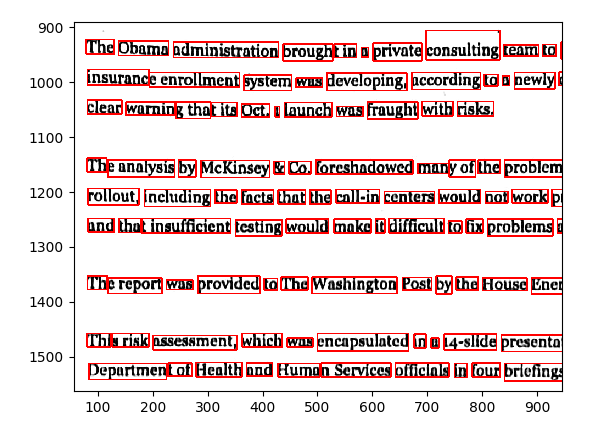 900
The Obama administration brought in a private consulting team to
1000 insurance enrollment system was developing, according to a newly
clear warning that its Oct. 1 launch was fraught with risks.
1100
The analysis by McKinsey & Co. foreshadowed many of the problem
1200 rollout, including the facts that the call-in centers would not work pr
and that insufficient testing would make it difficult to fix problems a
1300
The report was provided to The Washington Post by the House Ener
1400
This risk assessment, which was encapsulated in a 14-slide presenta
1500
Department of Health and Human Services officials in four briefings
100 200 300 400 500 600 700 800 900